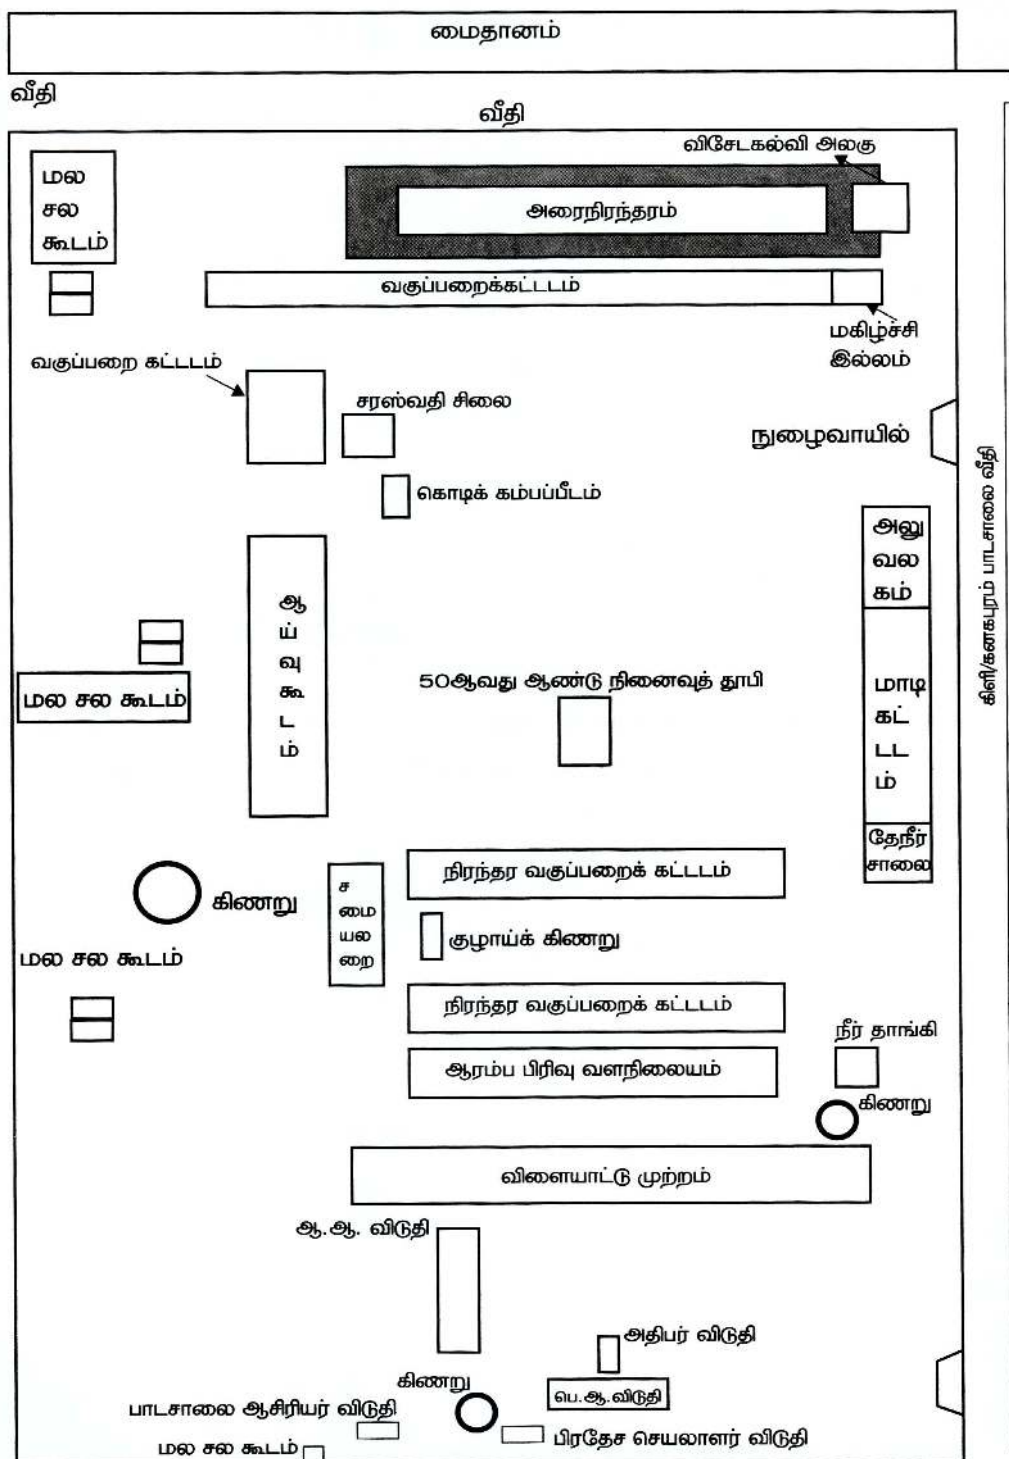 மைதானம்
வீதி
வீதி
விசேடகல்வி அலகு
மல
சல
கூடம்
அரைநிரந்தரம்
வகுப்பறைக்கட்டடம்
மகிழ்ச்சி
இல்லம்
வகுப்பறை கட்டடம்
சரஸ்வதி சிலை
நுழைவாயில்
கொடிக் கம்பப்பீடம்
கிளி/கனகபுரம் பாடசாலை வீதி
அலு
வல
கம்
ஆ
ய்
வு
கூ
ட
ம்
50ஆவது ஆண்டு நினைவுத் தூபி
மாடி
கட்
டட
ம்
மல சல கூடம்
தேநீர்
சாலை
நிரந்தர வகுப்பறைக் கட்டடம்
கிணறு
ச
மை
யல
றை
குழாய்க் கிணறு
மல சல கூடம்
நிரந்தர வகுப்பறைக் கட்டடம்
நீர் தாங்கி
ஆரம்ப பிரிவு வளநிலையம்
கிணறு
விளையாட்டு முற்றம்
ஆ.ஆ. விடுதி
அதிபர் விடுதி
கிணறு
பெ.ஆ.விடுதி
பாடசாலை ஆசிரியர் விடுதி
பிரதேச செயலாளர் விடுதி
மல சல கூடம்